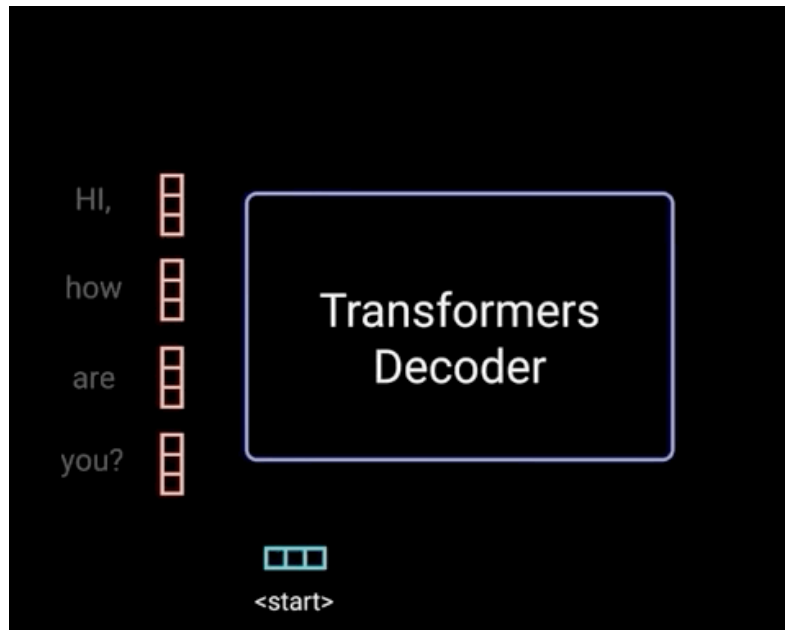 HI,
how
are
you?
Transformers
Decoder
<start>